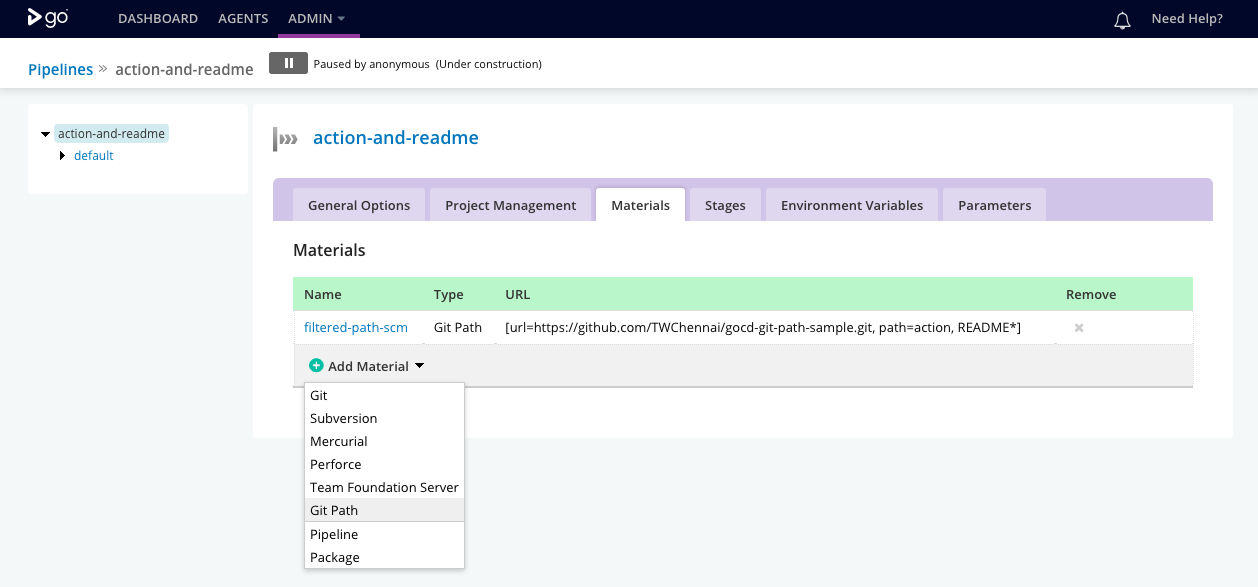 go DASHBOARD AGENTS ADMIN Need Help?
Pipelines » action-and-readme Paused by anonymous (Under construction)
action-and-readme
default
action-and-readme
General Options Project Management Materials Stages Environment Variables Parameters
Materials
Name Type URL Remove
filtered-path-scm Git Path [url=https://github.com/TWChennai/gocd-git-path-sample.git, path=action, README*]
Add Material
Git
Subversion
Mercurial
Perforce
Team Foundation Server
Git Path
Pipeline
Package